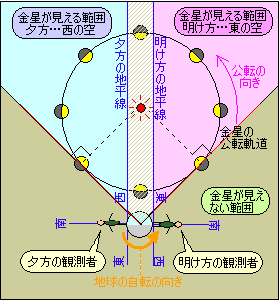 金星が見える範囲
夕方…西の空
金星が見える範囲
明け方…東の空
夕方の地平線
明け方の地平線
公転の
向き
金星の
公転軌道
金星が見え
ない範囲
南
西
西
南
東
東
夕方の観測者
明け方の観測者
地球の自転の向き